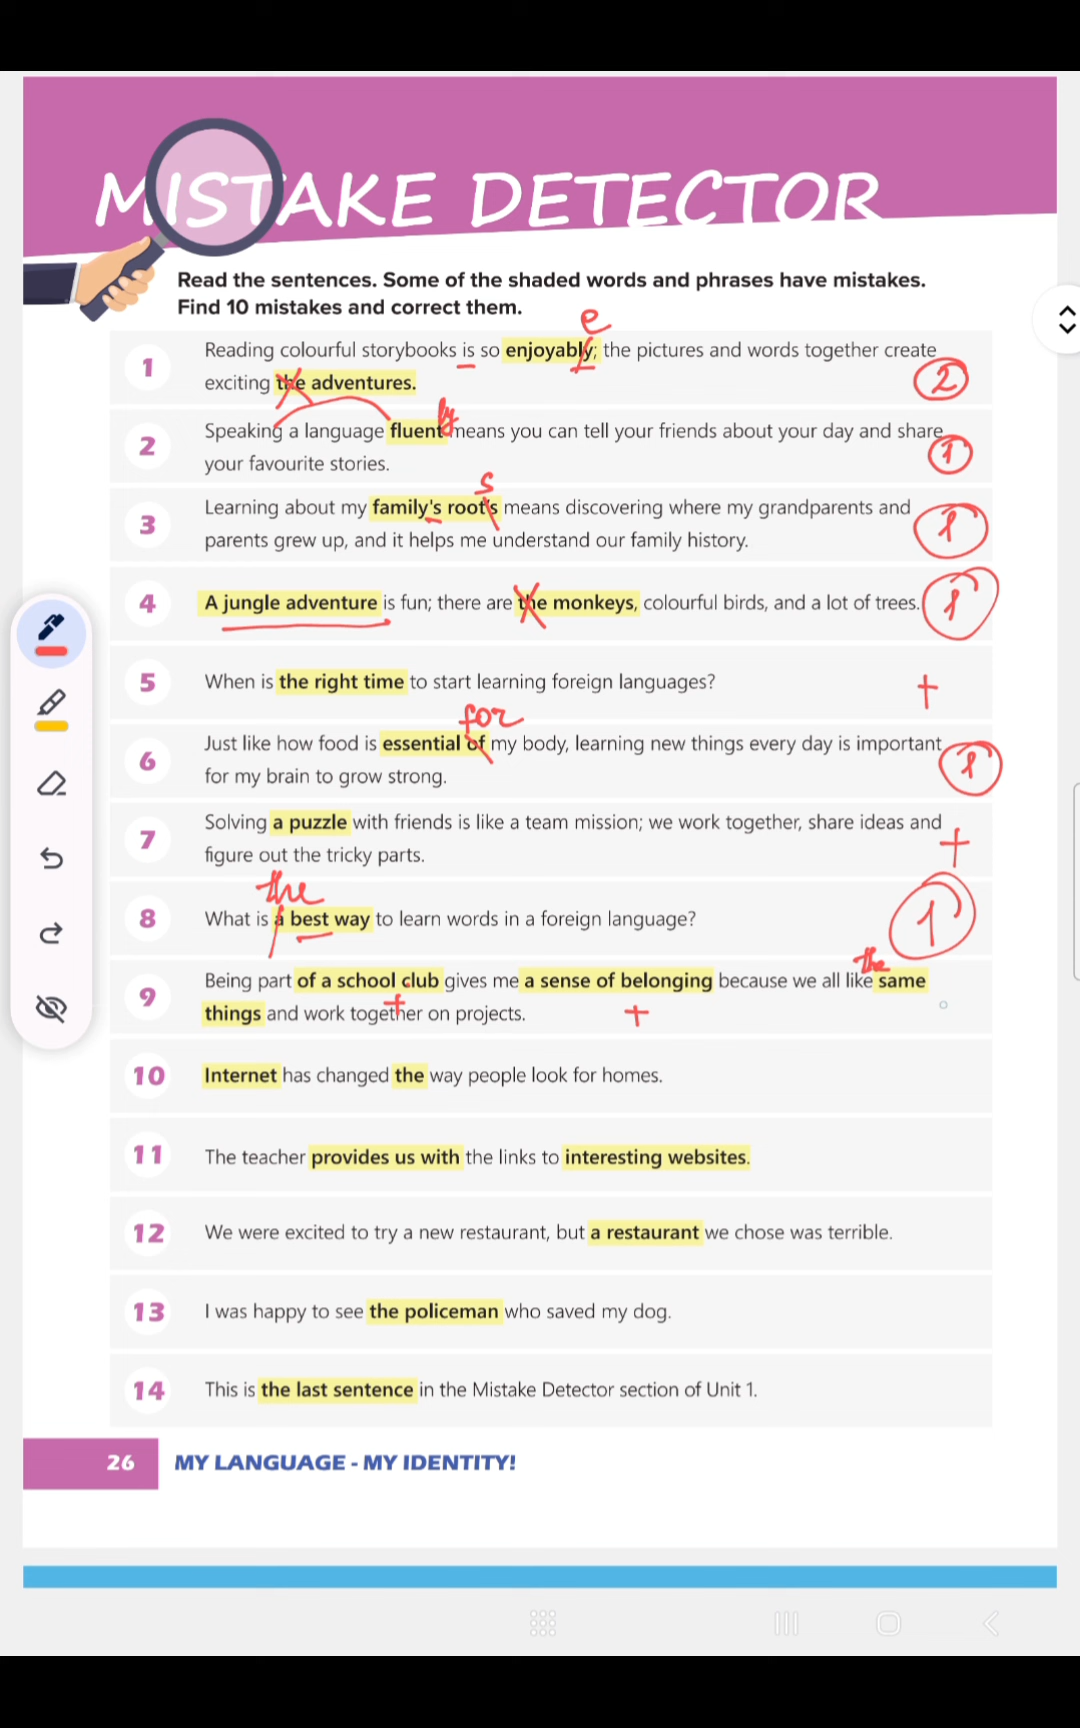 MISTAKE DETECTOR
Read the sentences. Some of the shaded words and phrases have mistakes.
Find 10 mistakes and correct them.
e
1 Reading colourful storybooks is so enjoyably; the pictures and words together create
exciting the adventures.
2
ly
2 Speaking a language fluent means you can tell your friends about your day and share
your favourite stories.
1
s
3 Learning about my family's root's means discovering where my grandparents and
parents grew up, and it helps me understand our family history.
1
4 A jungle adventure is fun; there are the monkeys, colourful birds, and a lot of trees.
1
5 When is the right time to start learning foreign languages?
+
for
6 Just like how food is essential of my body, learning new things every day is important
for my brain to grow strong.
1
7 Solving a puzzle with friends is like a team mission; we work together, share ideas and
figure out the tricky parts.
+
the
8 What is a best way to learn words in a foreign language?
1
the
9 Being part of a school club gives me a sense of belonging because we all like same
things and work together on projects.
+ +
10 Internet has changed the way people look for homes.
11 The teacher provides us with the links to interesting websites.
12 We were excited to try a new restaurant, but a restaurant we chose was terrible.
13 I was happy to see the policeman who saved my dog.
14 This is the last sentence in the Mistake Detector section of Unit 1.
26 MY LANGUAGE - MY IDENTITY!